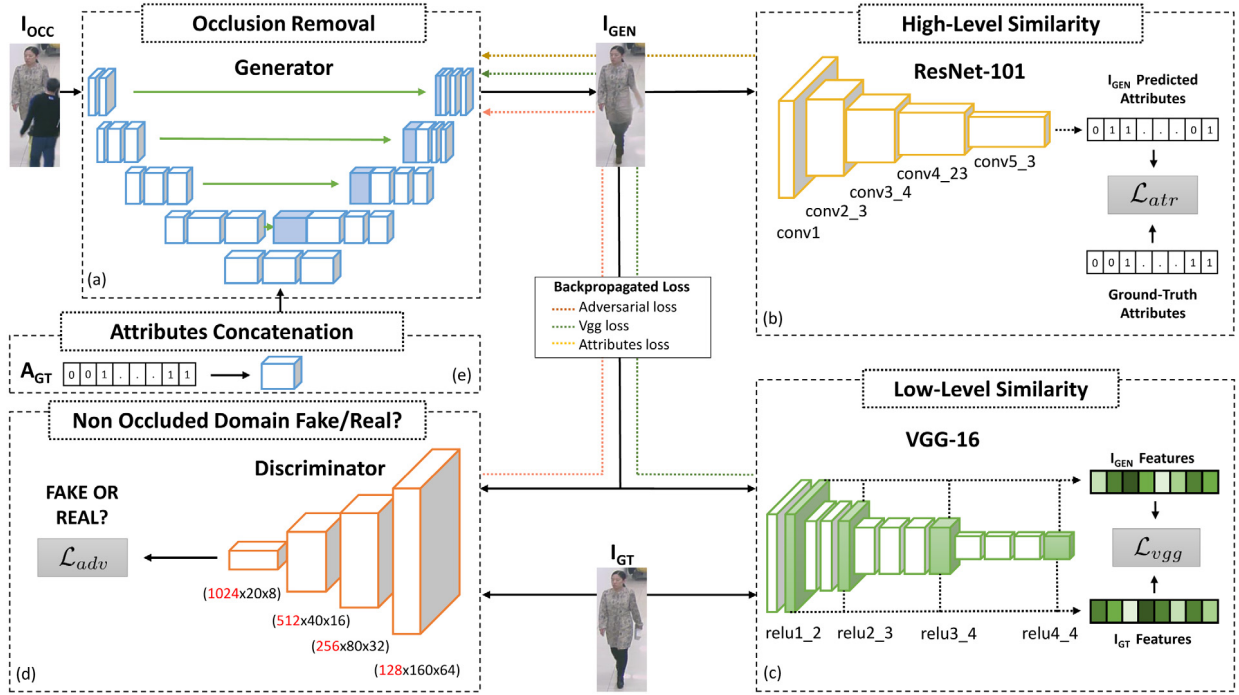 I_OCC
Occlusion Removal
Generator
(a)
I_GEN
High-Level Similarity
ResNet-101
conv1
conv2_3
conv3_4
conv4_23
conv5_3
I_GEN Predicted
Attributes
0 1 1 . . . 0 1
L_atr
0 0 1 . . . 1 1
Ground-Truth
Attributes
(b)
Backpropagated Loss
Adversarial loss
Vgg loss
Attributes loss
Attributes Concatenation
A_GT
0 0 1 . . . 1 1
(e)
Non Occluded Domain Fake/Real?
Discriminator
FAKE OR
REAL?
L_adv
(1024x20x8)
(512x40x16)
(256x80x32)
(128x160x64)
(d)
I_GT
Low-Level Similarity
VGG-16
relu1_2
relu2_3
relu3_4
relu4_4
I_GEN Features
L_vgg
I_GT Features
(c)